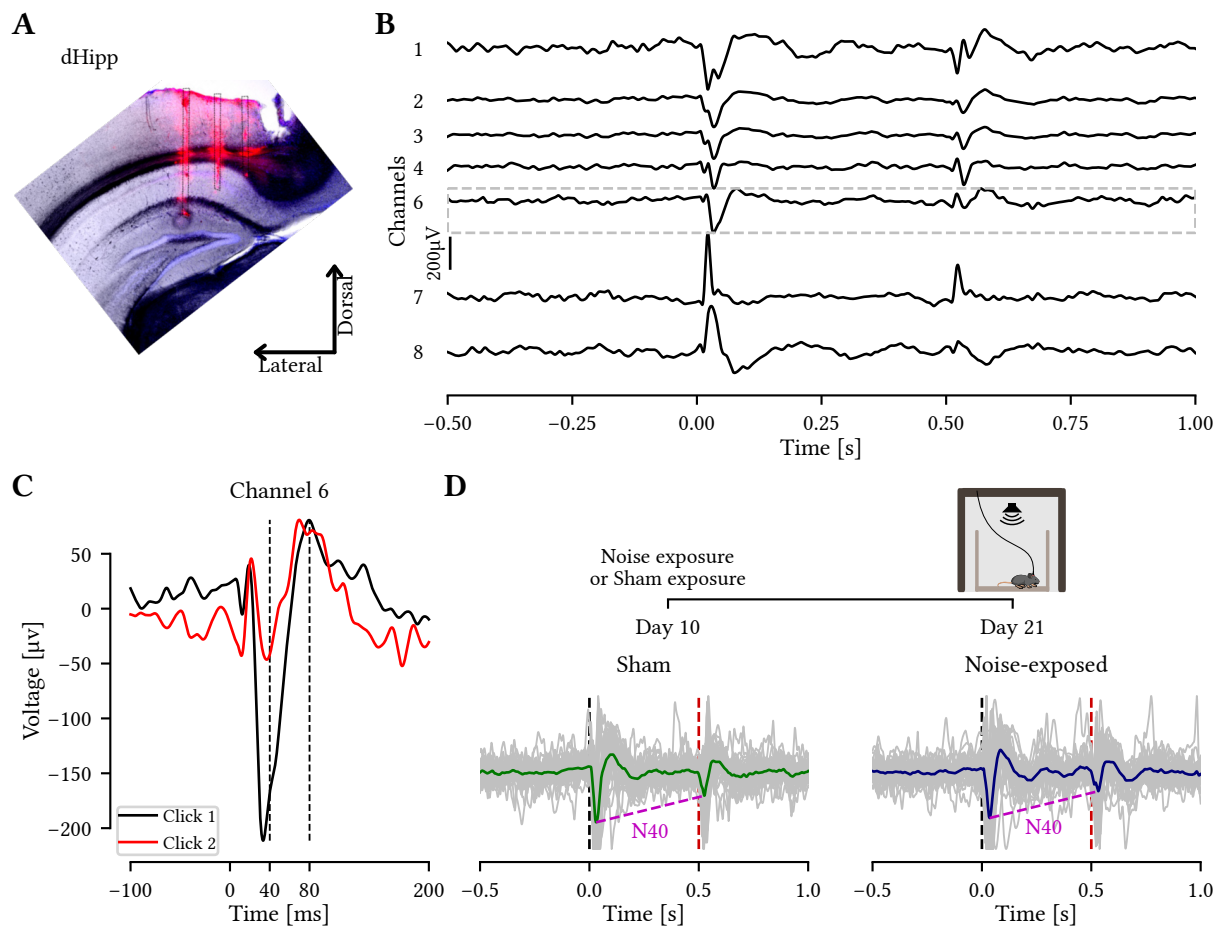 A
dHipp
Dorsal
Lateral
B
Channels
1
2
3
4
6
7
8
200μV
−0.50
−0.25
0.00
0.25
0.50
0.75
1.00
Time [s]
C
Channel 6
Voltage [μv]
50
0
−50
−100
−150
−200
Click 1
Click 2
−100
0
40
80
200
Time [ms]
D
Noise exposure
or Sham exposure
Day 10
Day 21
Sham
N40
−0.5
0.0
0.5
1.0
Time [s]
Noise-exposed
N40
−0.5
0.0
0.5
1.0
Time [s]